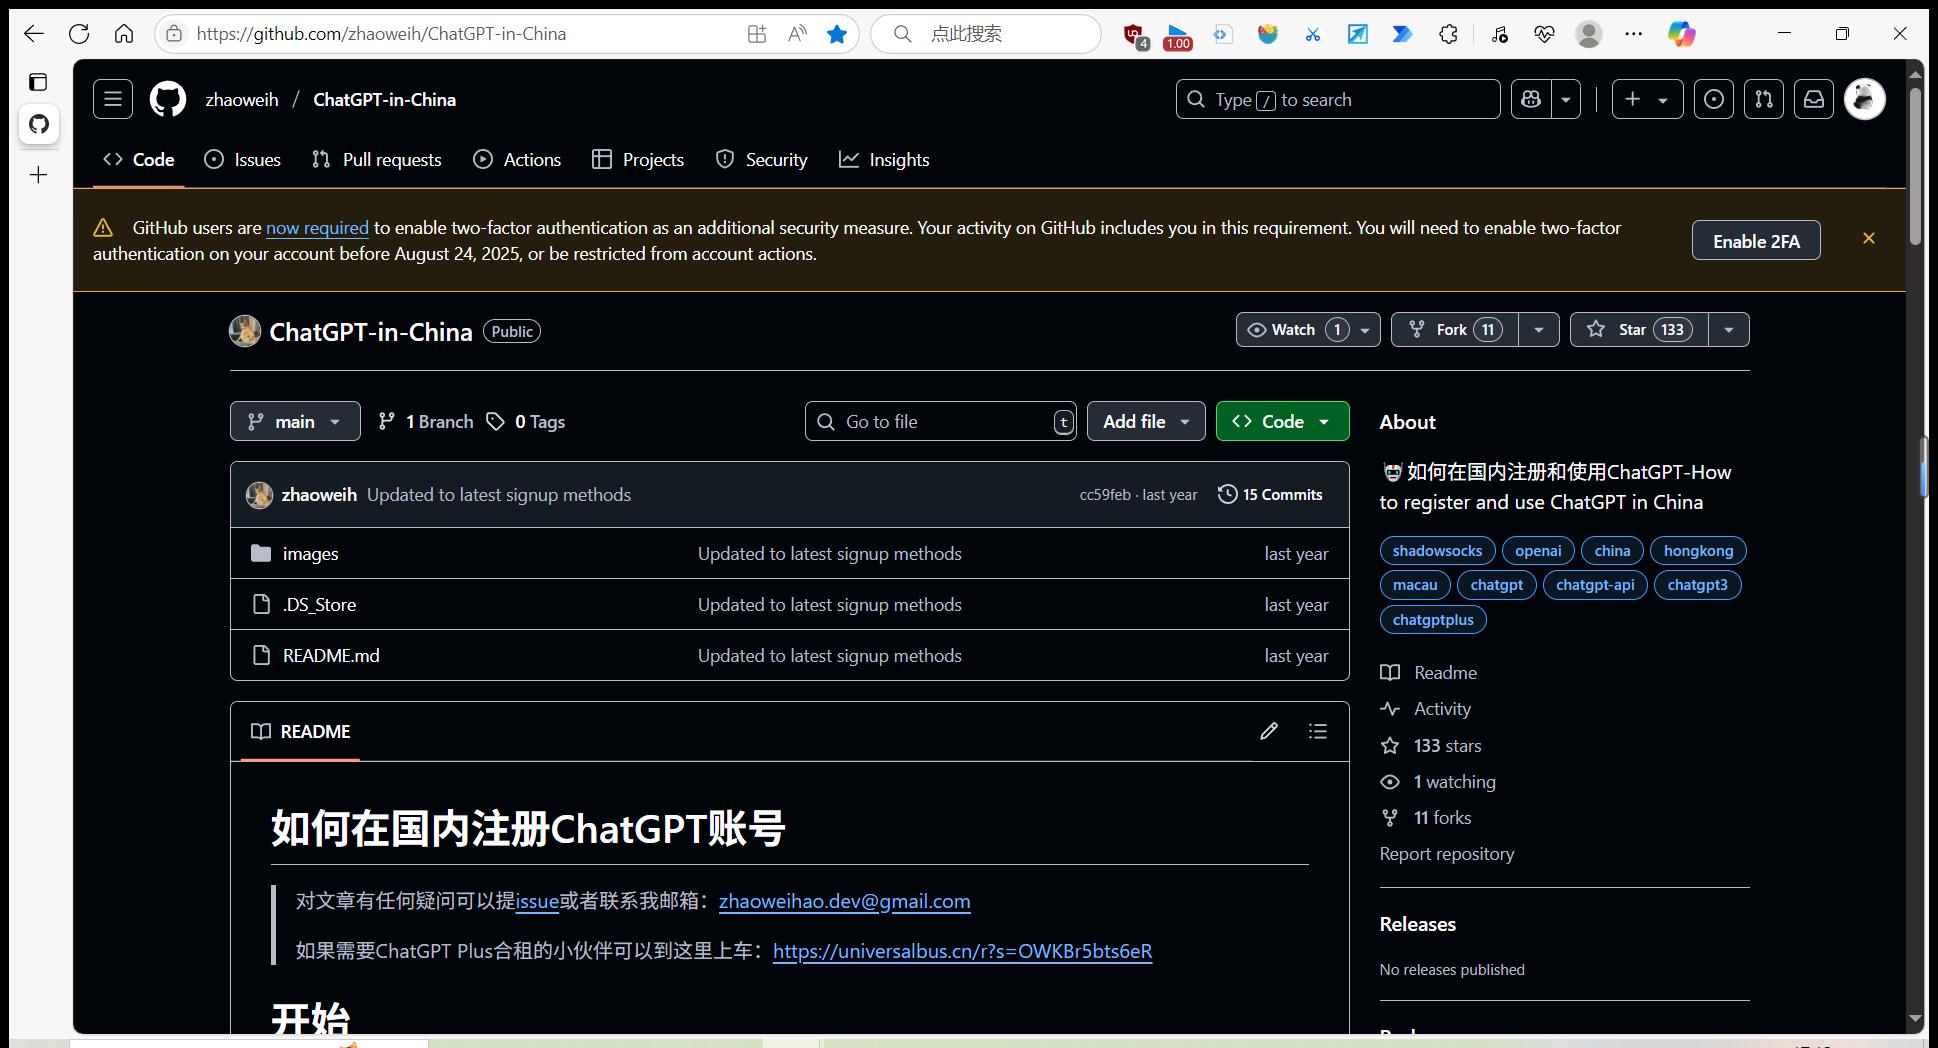 https://github.com/zhaoweih/ChatGPT-in-China
点此搜索
4
1.00
zhaoweih / ChatGPT-in-China
Type / to search
Code
Issues
Pull requests
Actions
Projects
Security
Insights
GitHub users are now required to enable two-factor authentication as an additional security measure. Your activity on GitHub includes you in this requirement. You will need to enable two-factor
authentication on your account before August 24, 2025, or be restricted from account actions.
Enable 2FA
ChatGPT-in-China Public
Watch 1
Fork 11
Star 133
main
1 Branch
0 Tags
Go to file t
Add file
Code
zhaoweih Updated to latest signup methods cc59feb · last year 15 Commits
images Updated to latest signup methods last year
.DS_Store Updated to latest signup methods last year
README.md Updated to latest signup methods last year
README
如何在国内注册ChatGPT账号
对文章有任何疑问可以提issue或者联系我邮箱：zhaoweihao.dev@gmail.com
如果需要ChatGPT Plus合租的小伙伴可以到这里上车：https://universalbus.cn/r?s=OWKBr5bts6eR
开始
About
如何在国内注册和使用ChatGPT-How
to register and use ChatGPT in China
shadowsocks openai china hongkong
macau chatgpt chatgpt-api chatgpt3
chatgptplus
Readme
Activity
133 stars
1 watching
11 forks
Report repository
Releases
No releases published